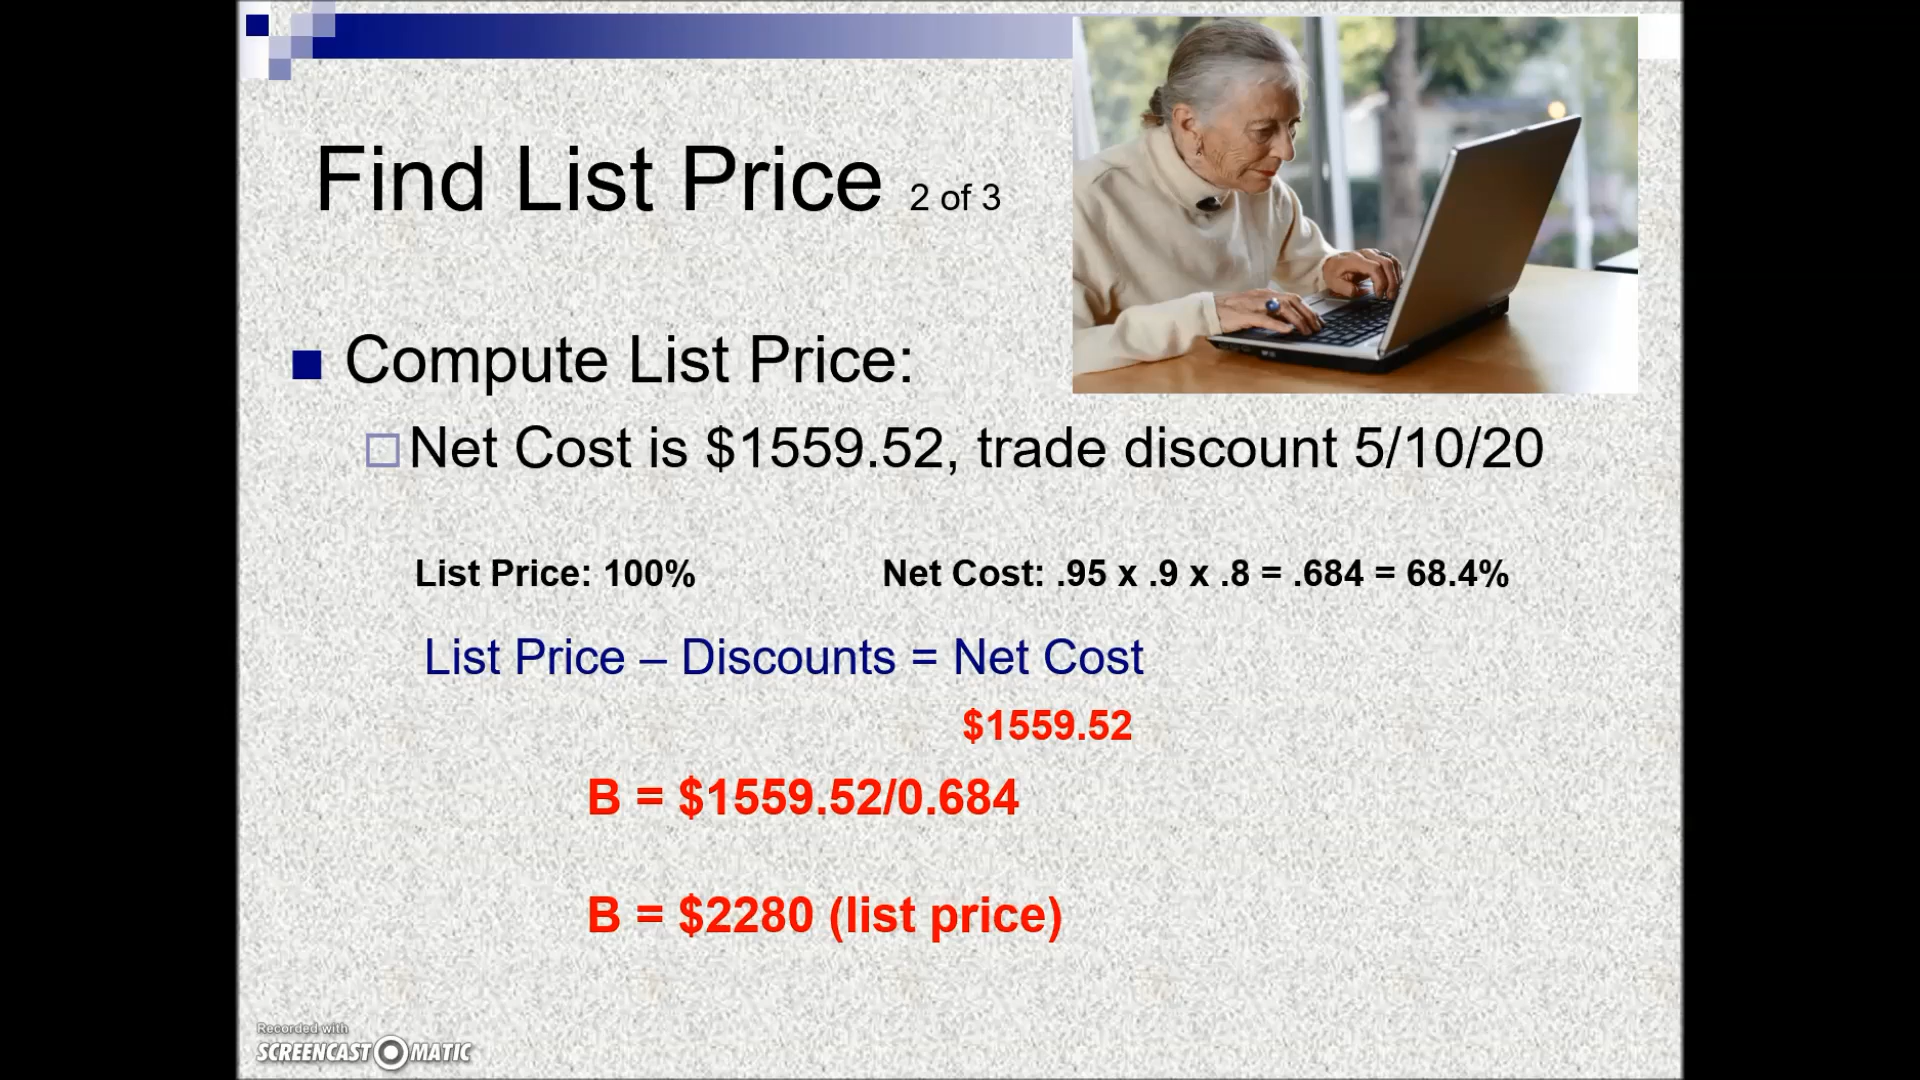 Find List Price 2 of 3
Compute List Price:
Net Cost is $1559.52, trade discount 5/10/20
List Price: 100% Net Cost: .95 x .9 x .8 = .684 = 68.4%
List Price – Discounts = Net Cost
$1559.52
B = $1559.52/0.684
B = $2280 (list price)
Recorded with
SCREENCAST MATIC